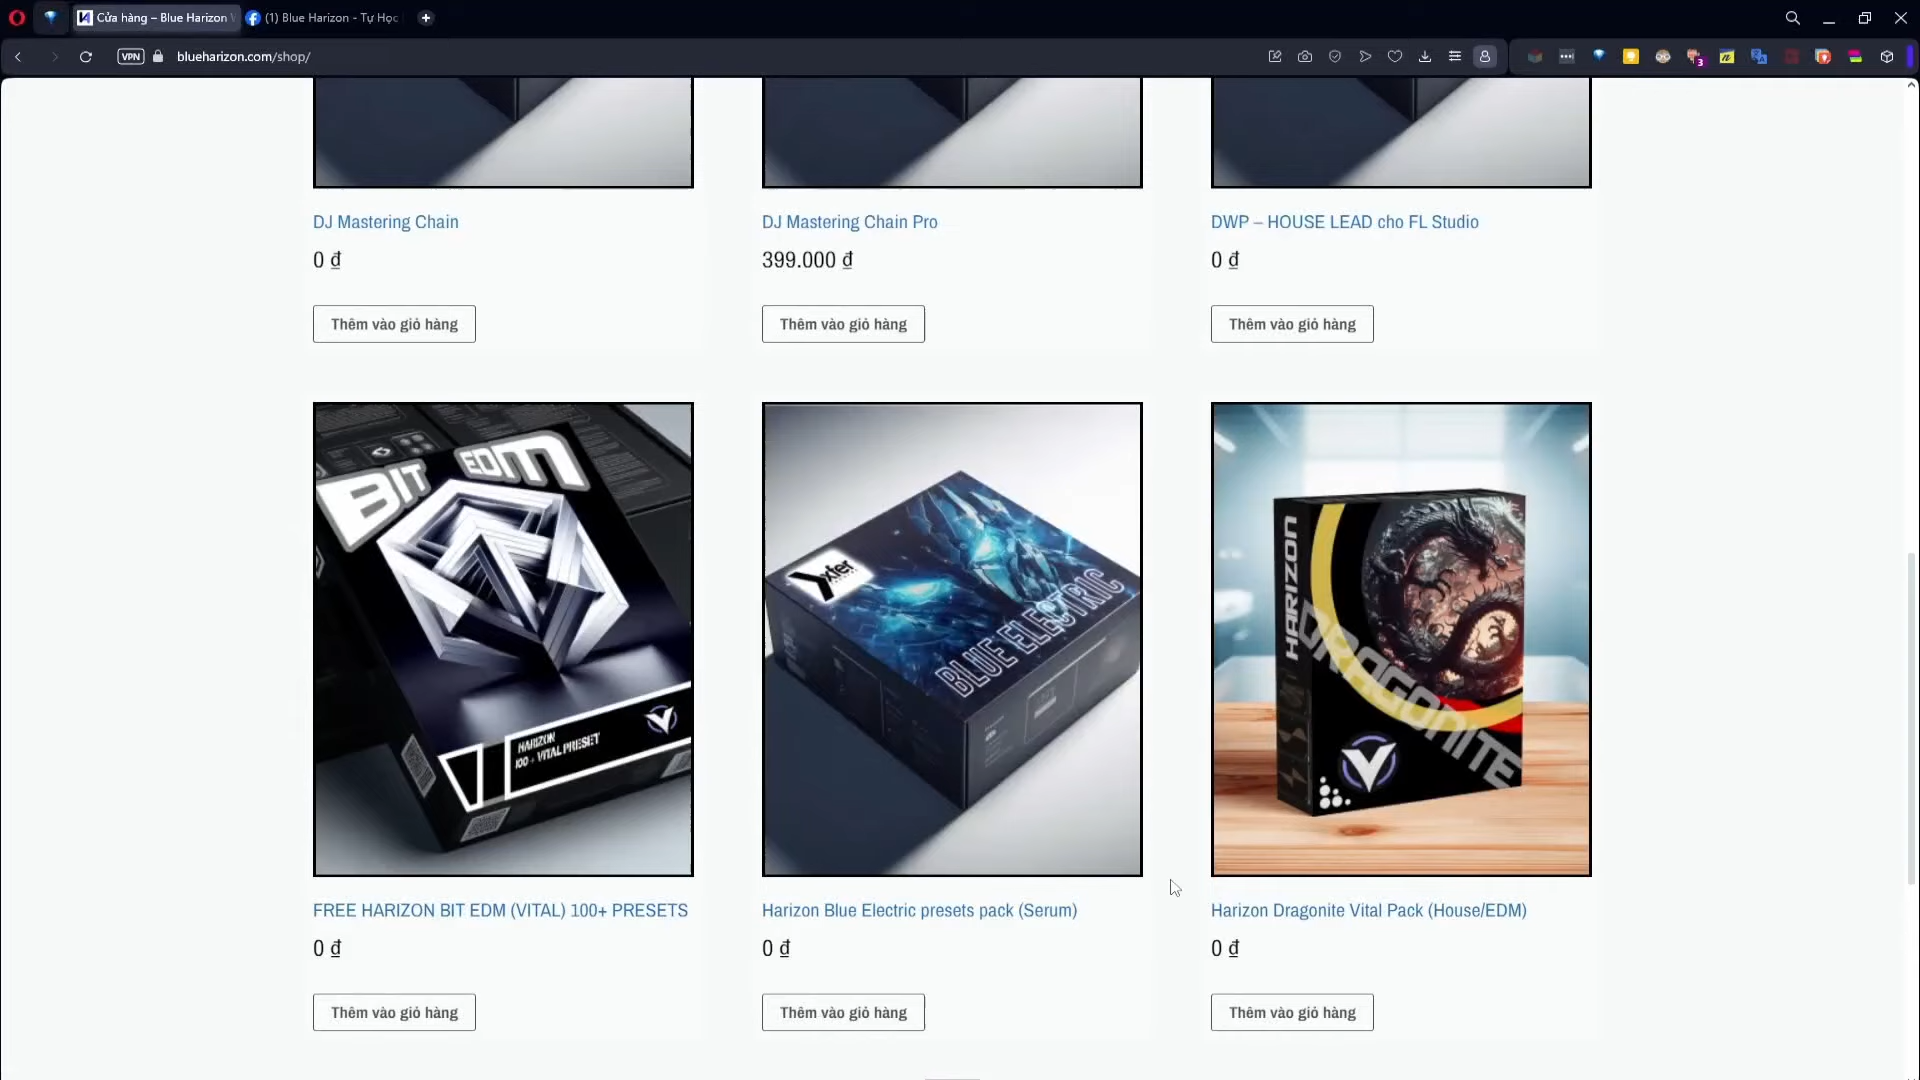 Cửa hàng – Blue Harizon V
(1) Blue Harizon - Tự Học
VPN
blueharizon.com/shop/
3
DJ Mastering Chain
DJ Mastering Chain Pro
DWP – HOUSE LEAD cho FL Studio
0 ₫
399.000 ₫
0 ₫
Thêm vào giỏ hàng
Thêm vào giỏ hàng
Thêm vào giỏ hàng
BIT EDM
HARIZON
100 + VITAL PRESET
xfer
BLUE ELECTRIC
HARIZON
DRAGONITE
FREE HARIZON BIT EDM (VITAL) 100+ PRESETS
Harizon Blue Electric presets pack (Serum)
Harizon Dragonite Vital Pack (House/EDM)
0 ₫
0 ₫
0 ₫
Thêm vào giỏ hàng
Thêm vào giỏ hàng
Thêm vào giỏ hàng